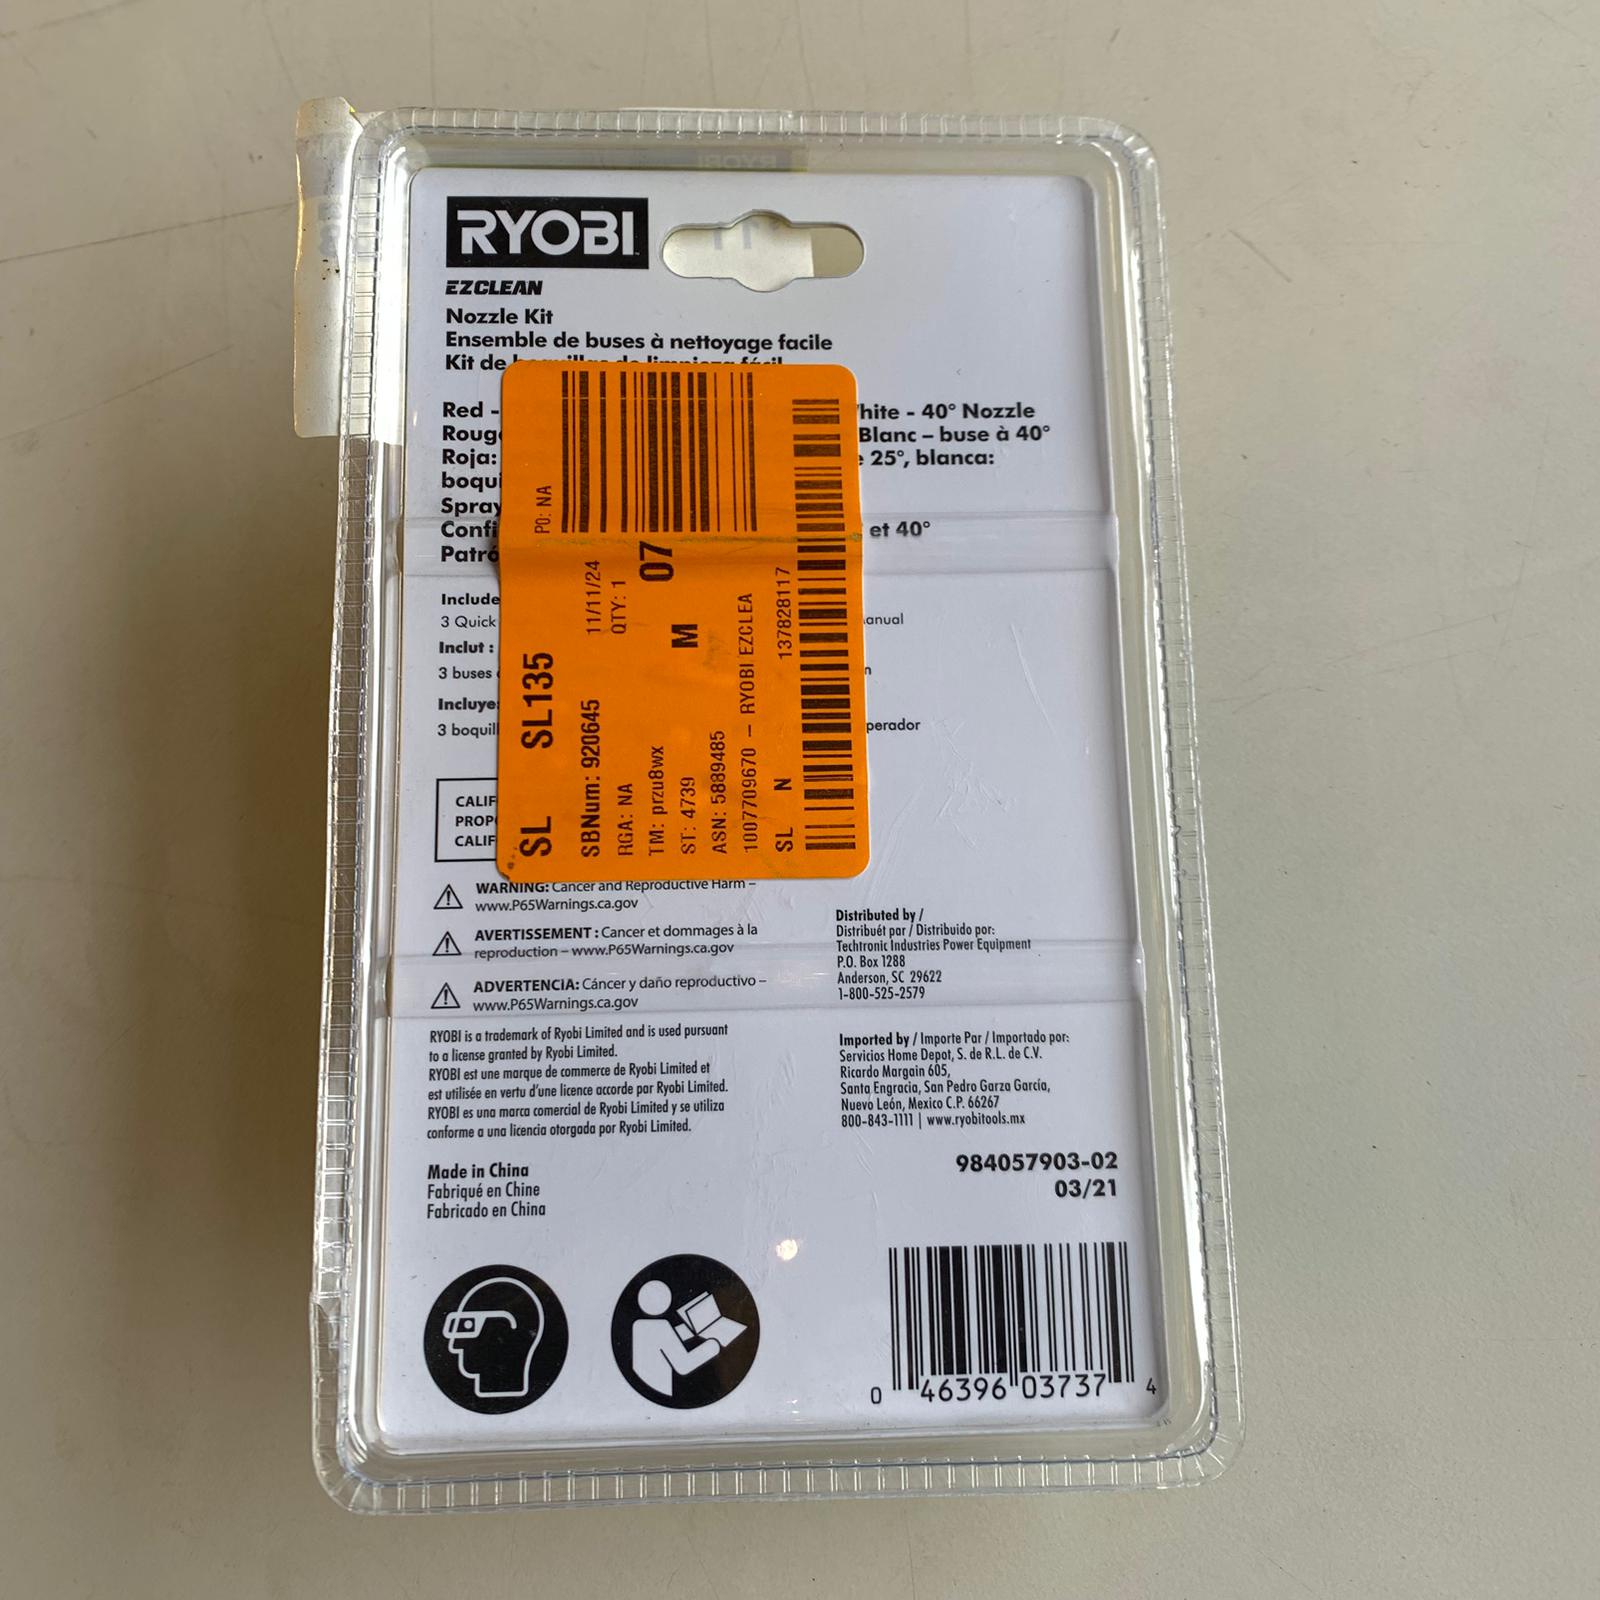 RYOBI
EZCLEAN
Nozzle Kit
Ensemble de buses à nettoyage facile
Kit de boquillas de limpieza fácil
Red - White - 40° Nozzle
Blanc – buse à 40°
Roja: 25°, blanca:
Spray
et 40°
Include
3 Quick
Inclut :
3 buses
Incluye:
3 boquill
perador
CALIF
PROPO
CALIF
PO: NA
SL SL135
SBNum: 920645 11/11/24
RGA: NA QTY: 1
TM: przu8wx
M 07
ST: 4739
ASN: 5889485
1007709670 – RYOBI EZCLEA
SL N 137828117
WARNING: Cancer and Reproductive Harm –
www.P65Warnings.ca.gov
AVERTISSEMENT : Cancer et dommages à la
reproduction – www.P65Warnings.ca.gov
ADVERTENCIA: Cáncer y daño reproductivo –
www.P65Warnings.ca.gov
RYOBI is a trademark of Ryobi Limited and is used pursuant
to a license granted by Ryobi Limited.
RYOBI est une marque de commerce de Ryobi Limited et
est utilisée en vertu d'une licence accorde par Ryobi Limited.
RYOBI es una marca comercial de Ryobi Limited y se utiliza
conforme a una licencia otorgada por Ryobi Limited.
Made in China
Fabriqué en Chine
Fabricado en China
Distributed by /
Distribuét par / Distribuido por:
Techtronic Industries Power Equipment
P.O. Box 1288
Anderson, SC 29622
1-800-525-2579
Imported by / Importe Par / Importado por:
Servicios Home Depot, S. de R.L. de C.V.
Ricardo Margain 605,
Santa Engracia, San Pedro Garza García,
Nuevo León, Mexico C.P. 66267
800-843-1111 | www.ryobitools.mx
984057903-02
03/21
0 46396 03737 4